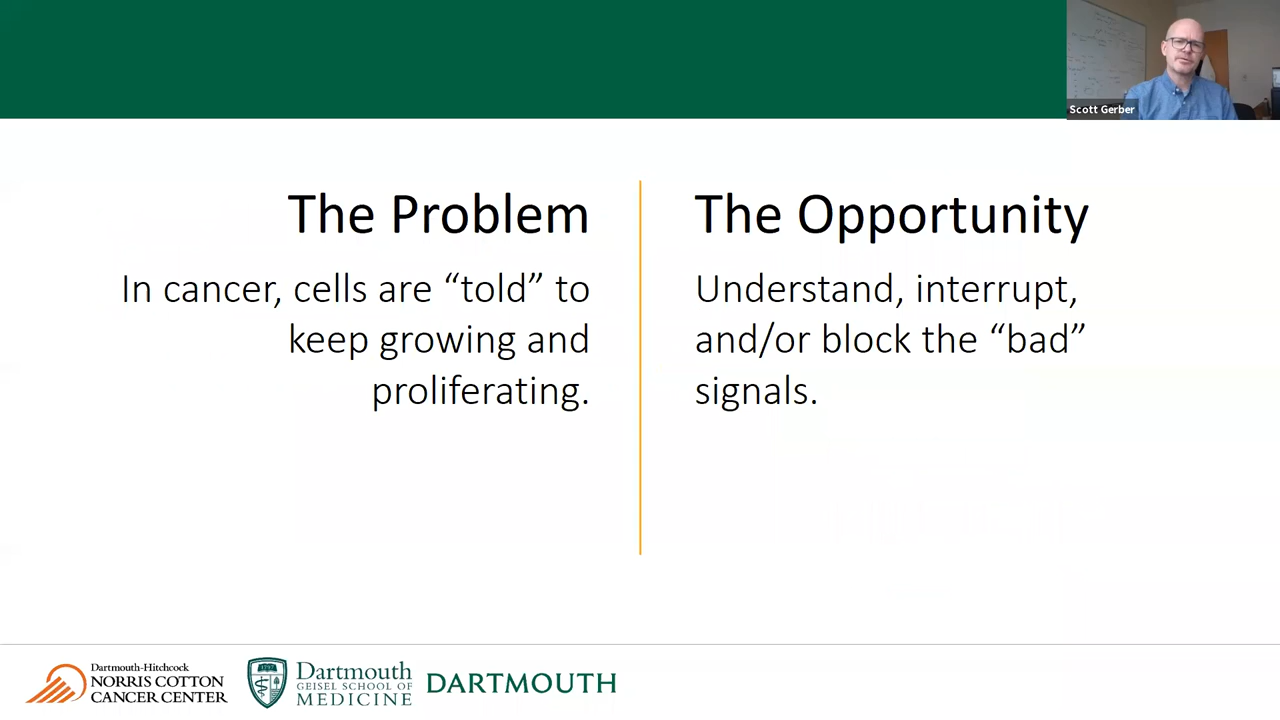 Scott Gerber
The Problem
In cancer, cells are “told” to
keep growing and
proliferating.
The Opportunity
Understand, interrupt,
and/or block the “bad”
signals.
Dartmouth-Hitchcock
NORRIS COTTON
CANCER CENTER
1797
Dartmouth
GEISEL SCHOOL OF
MEDICINE
DARTMOUTH